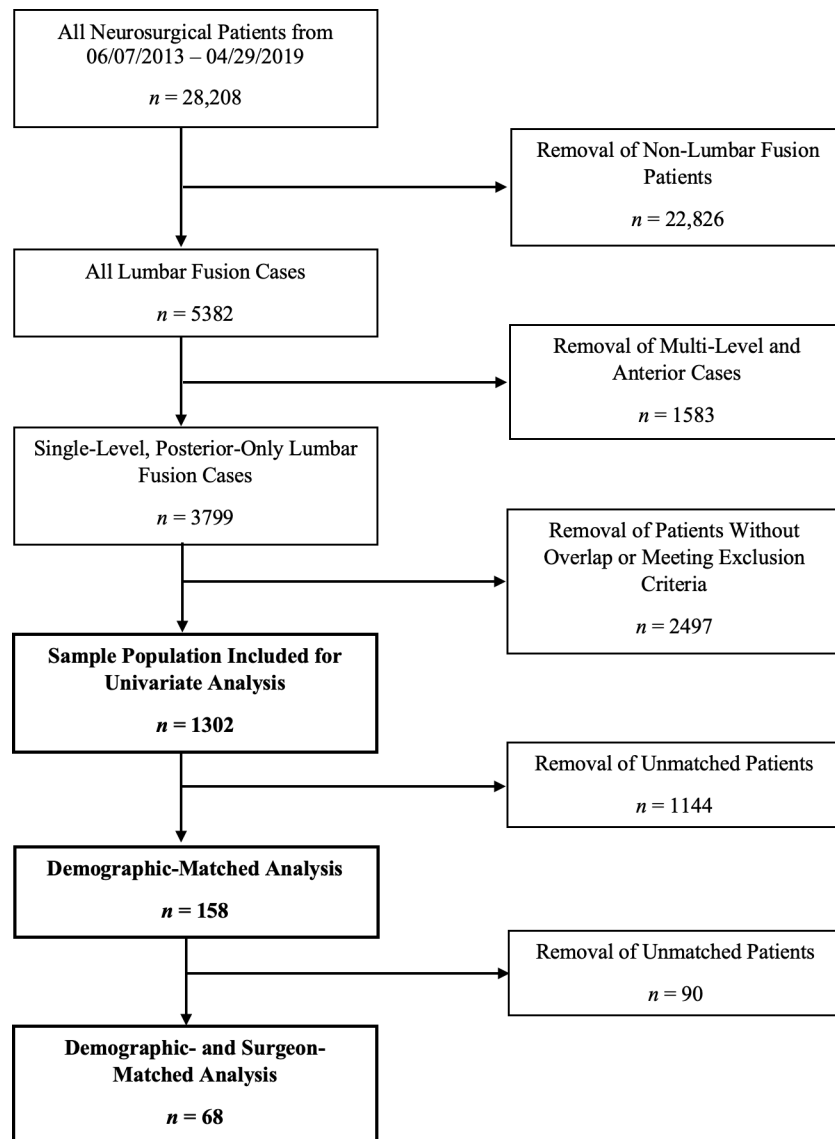 All Neurosurgical Patients from
06/07/2013 – 04/29/2019
n = 28,208
Removal of Non-Lumbar Fusion
Patients
n = 22,826
All Lumbar Fusion Cases
n = 5382
Removal of Multi-Level and
Anterior Cases
n = 1583
Single-Level, Posterior-Only Lumbar
Fusion Cases
n = 3799
Removal of Patients Without
Overlap or Meeting Exclusion
Criteria
n = 2497
Sample Population Included for
Univariate Analysis
n = 1302
Removal of Unmatched Patients
n = 1144
Demographic-Matched Analysis
n = 158
Removal of Unmatched Patients
n = 90
Demographic- and Surgeon-
Matched Analysis
n = 68